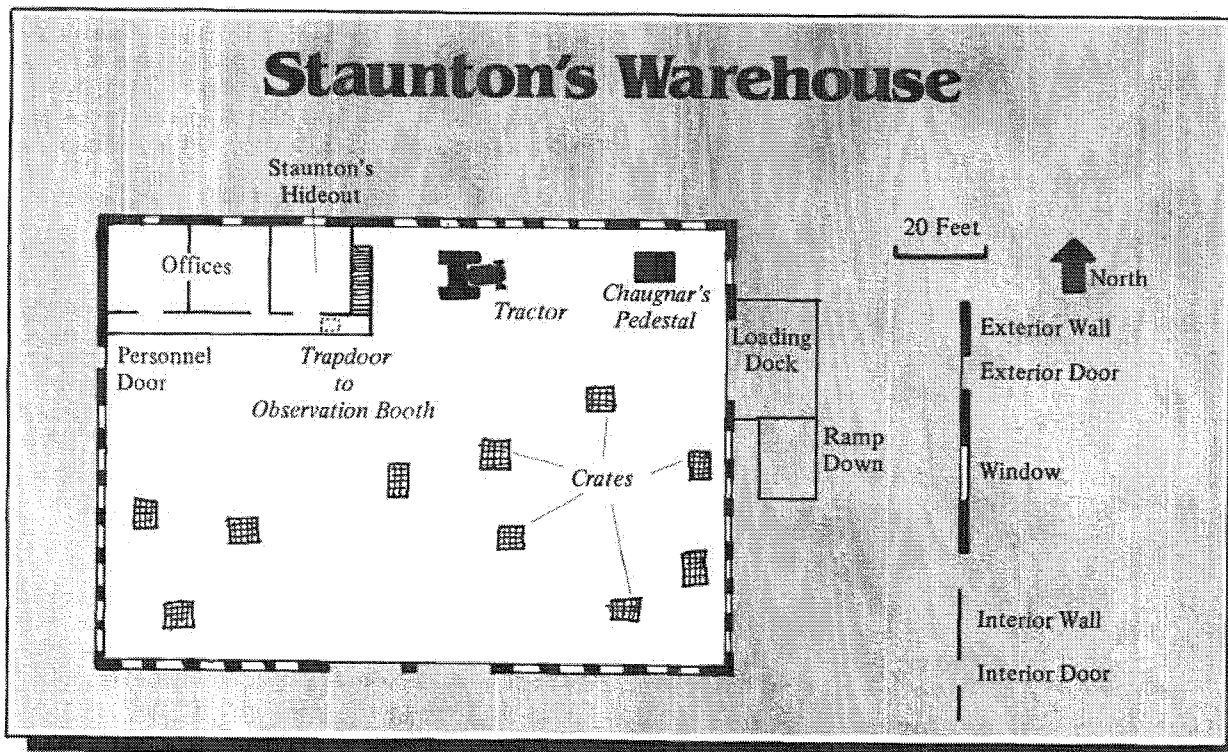 Staunton's Warehouse
Staunton's
Hideout
Offices
Personnel
Door
Trapdoor
to
Observation Booth
Tractor
Chaugnar's
Pedestal
Loading
Dock
Ramp
Down
Crates
20 Feet
North
Exterior Wall
Exterior Door
Window
Interior Wall
Interior Door